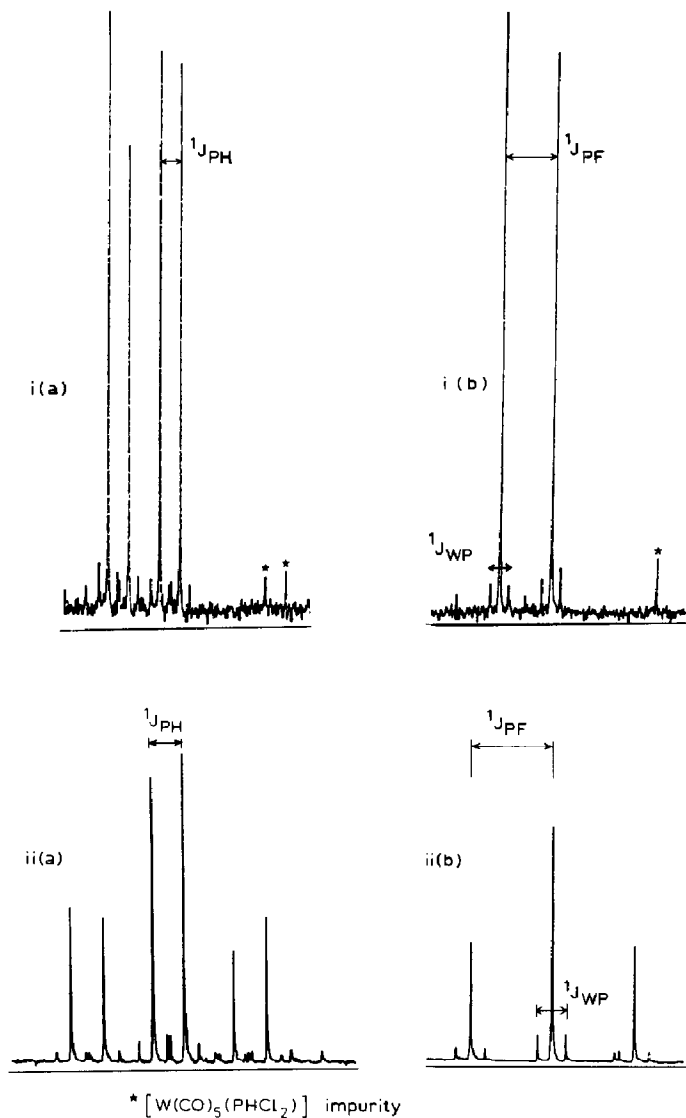 ¹J_PH
¹J_PF
i(a)
i (b)
¹J_WP
*
* *
¹J_PH
¹J_PF
ii(a)
ii(b)
¹J_WP
* [W(CO)₅(PHCl₂)] impurity